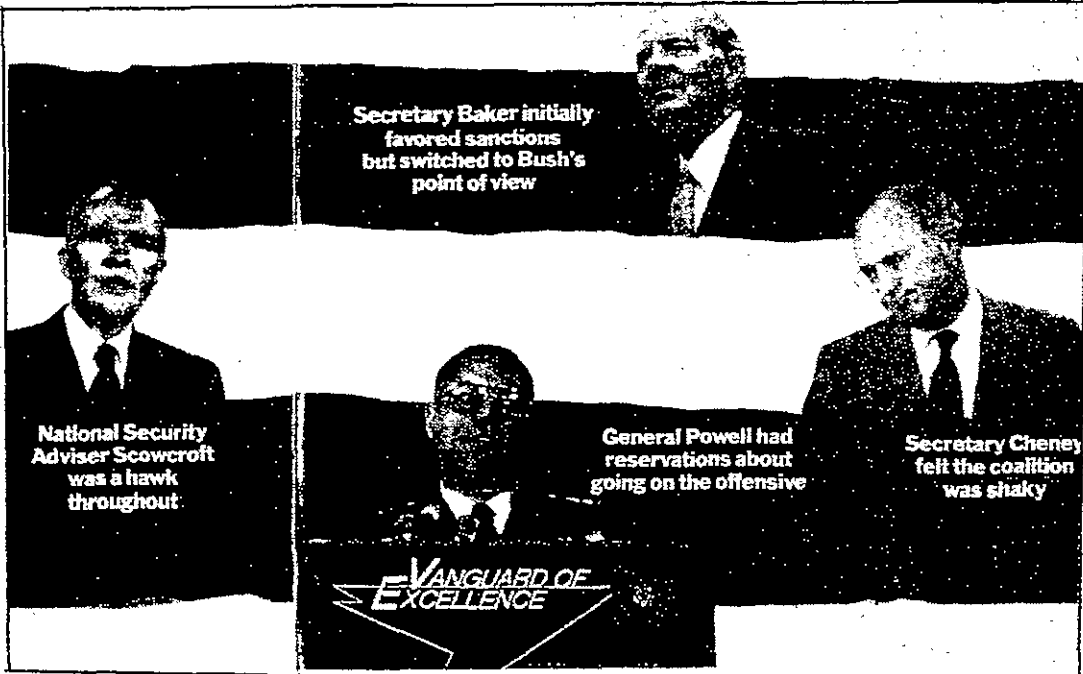 Secretary Baker initially
favored sanctions
but switched to Bush's
point of view
National Security
Adviser Scowcroft
was a hawk
throughout
General Powell had
reservations about
going on the offensive
Secretary Cheney
felt the coalition
was shaky
VANGUARD OF
EXCELLENCE